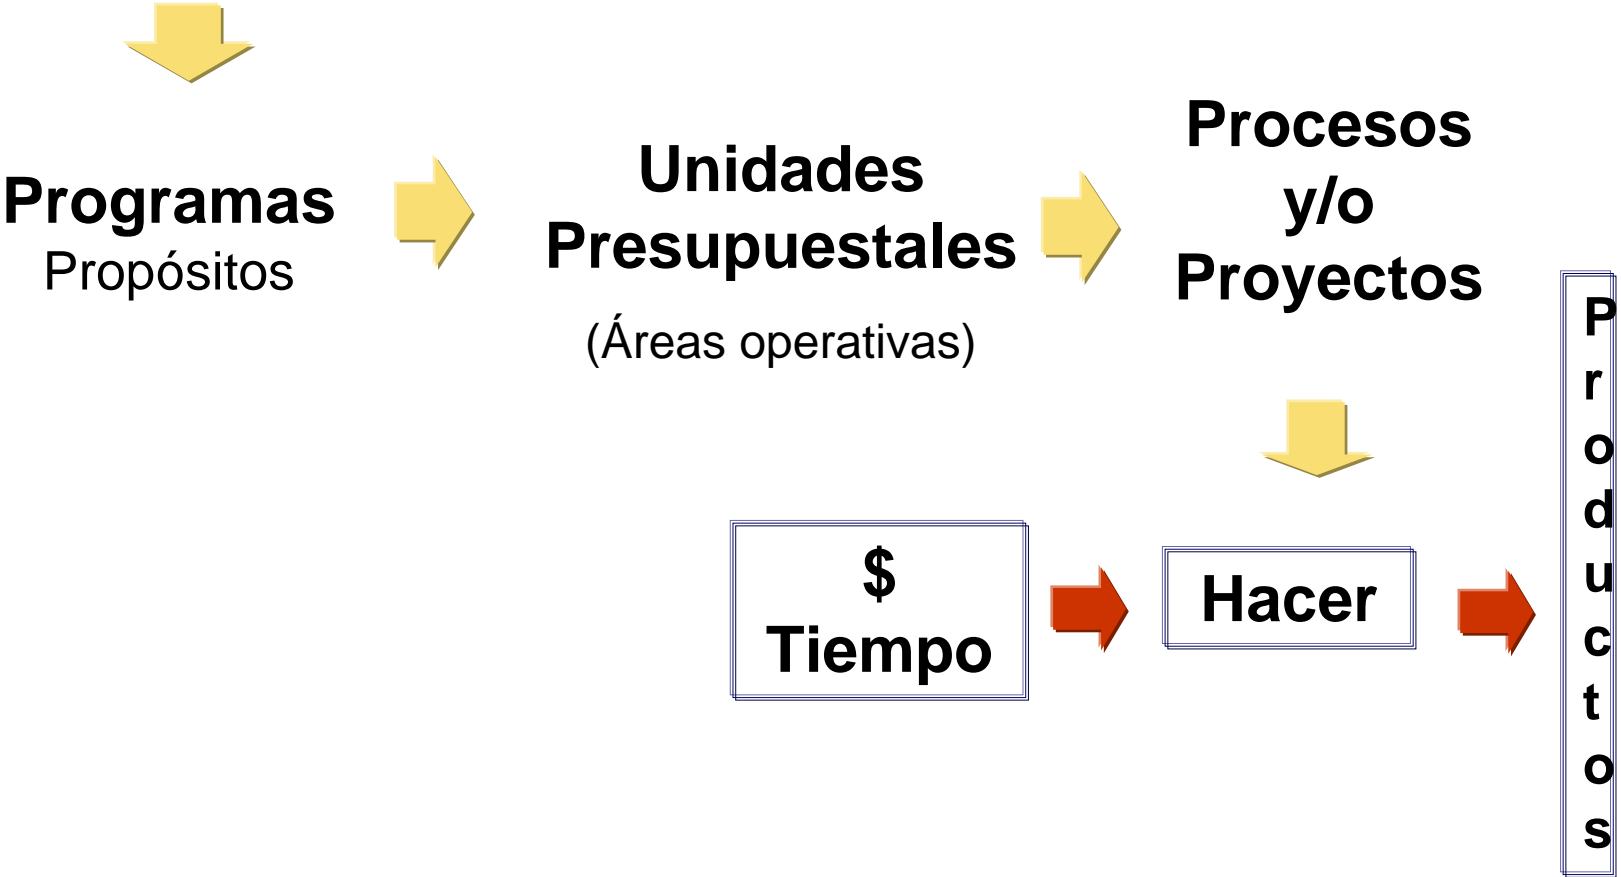 Programas
Propósitos
Unidades
Presupuestales
(Áreas operativas)
Procesos
y/o
Proyectos
$
Tiempo
Hacer
P
r
o
d
u
c
t
o
s